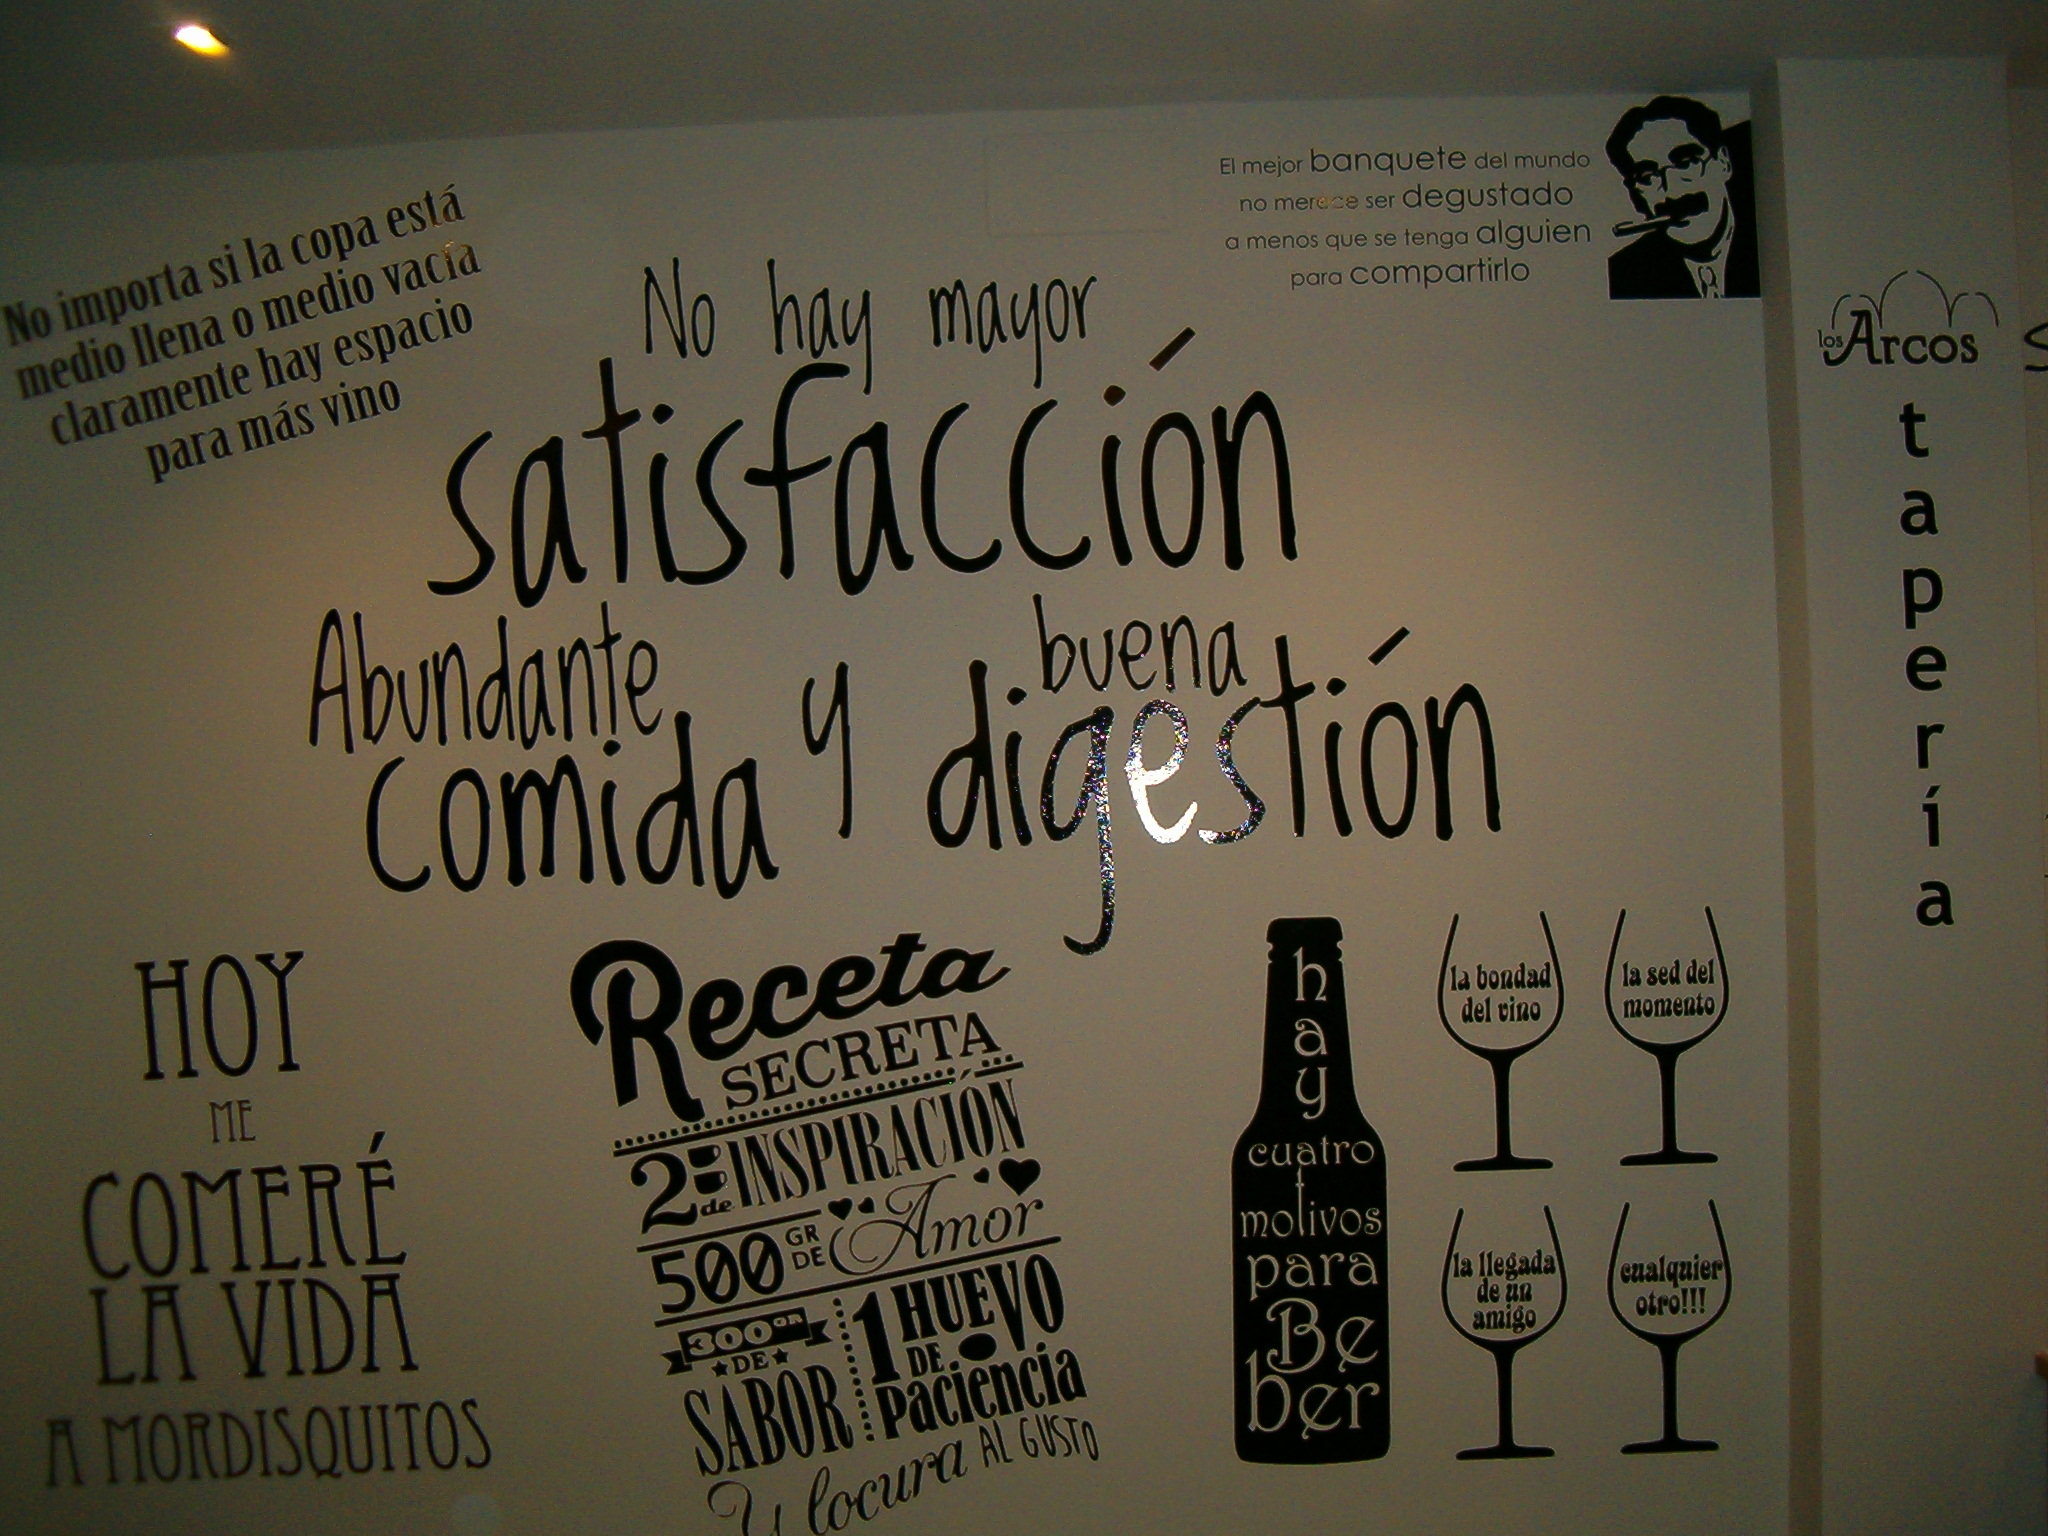 No importa si la copa está
medio llena o medio vacía
claramente hay espacio
para más vino
El mejor banquete del mundo
no merece ser degustado
a menos que se tenga alguien
para compartirlo
No hay mayor
satisfacción
Abundante
comida
y
buena
digestión
HOY
ME
COMERÉ
LA VIDA
A MORDISQUITOS
Receta
SECRETA
2 de INSPIRACIÓN
500 GR DE Amor
300GR
DE
SABOR
1 HUEVO
DE
paciencia
Y locura AL GUSTO
hay
cuatro
motivos
para
Be
ber
la bondad
del vino
la sed del
momento
la llegada
de un
amigo
cualquier
otro!!!
los Arcos
tapería